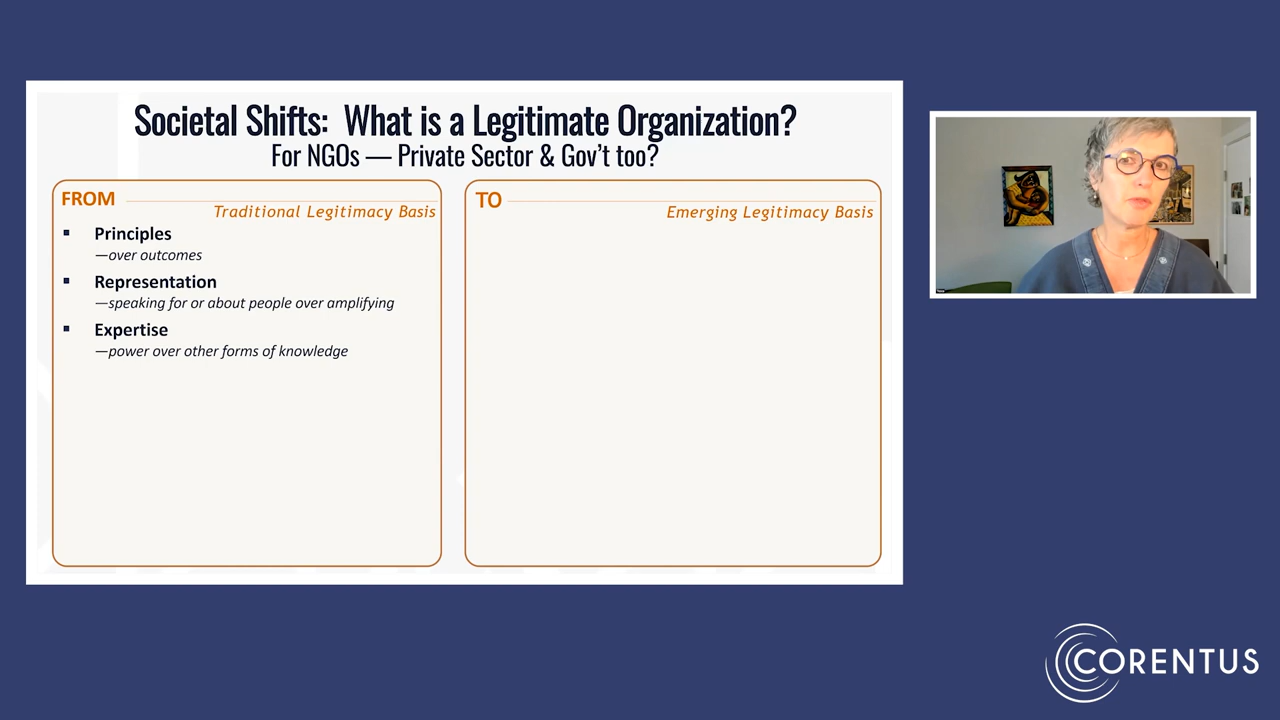 Societal Shifts: What is a Legitimate Organization?
For NGOs — Private Sector & Gov't too?
FROM
Traditional Legitimacy Basis
▪ Principles
—over outcomes
▪ Representation
—speaking for or about people over amplifying
▪ Expertise
—power over other forms of knowledge
TO
Emerging Legitimacy Basis
CORENTUS